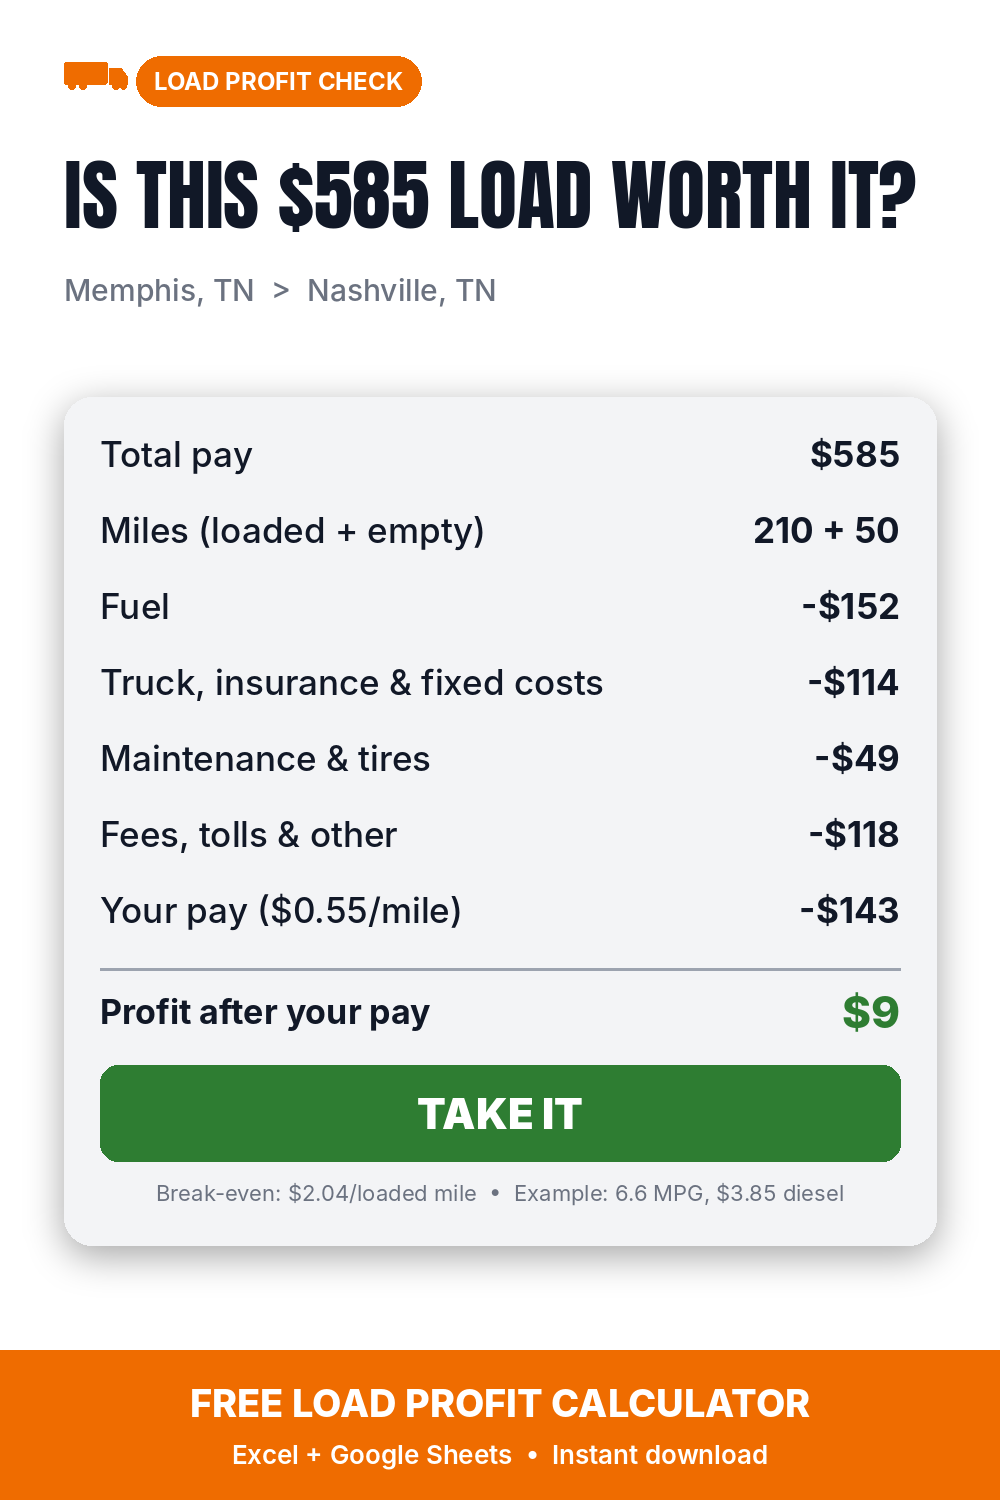 LOAD PROFIT CHECK
IS THIS $585 LOAD WORTH IT?
Memphis, TN > Nashville, TN
Total pay $585
Miles (loaded + empty) 210 + 50
Fuel -$152
Truck, insurance & fixed costs -$114
Maintenance & tires -$49
Fees, tolls & other -$118
Your pay ($0.55/mile) -$143
Profit after your pay $9
TAKE IT
Break-even: $2.04/loaded mile • Example: 6.6 MPG, $3.85 diesel
FREE LOAD PROFIT CALCULATOR
Excel + Google Sheets • Instant download